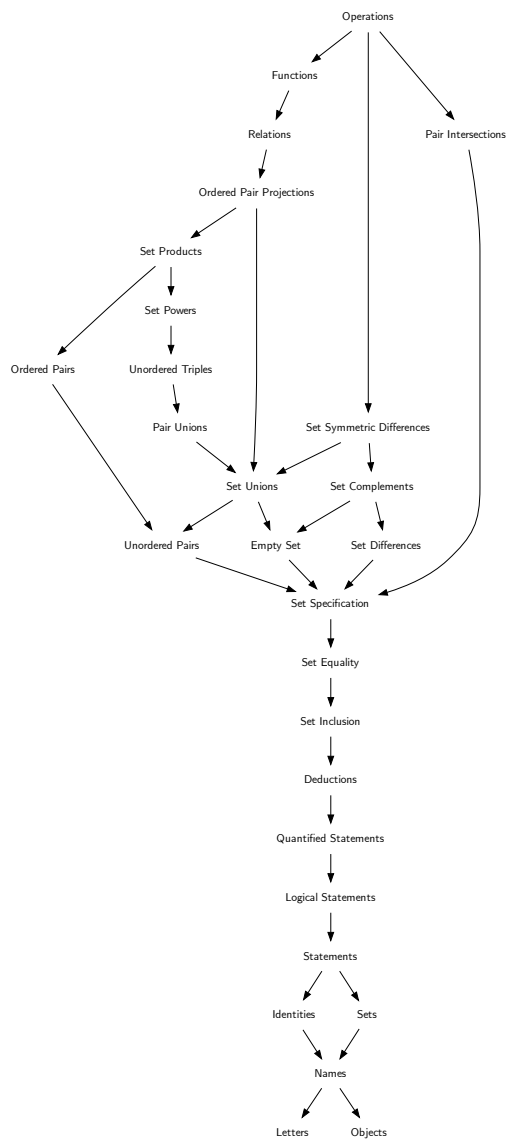 Operations
Functions
Relations
Pair Intersections
Ordered Pair Projections
Set Products
Set Powers
Ordered Pairs
Unordered Triples
Pair Unions
Set Symmetric Differences
Set Unions
Set Complements
Unordered Pairs
Empty Set
Set Differences
Set Specification
Set Equality
Set Inclusion
Deductions
Quantified Statements
Logical Statements
Statements
Identities
Sets
Names
Letters
Objects